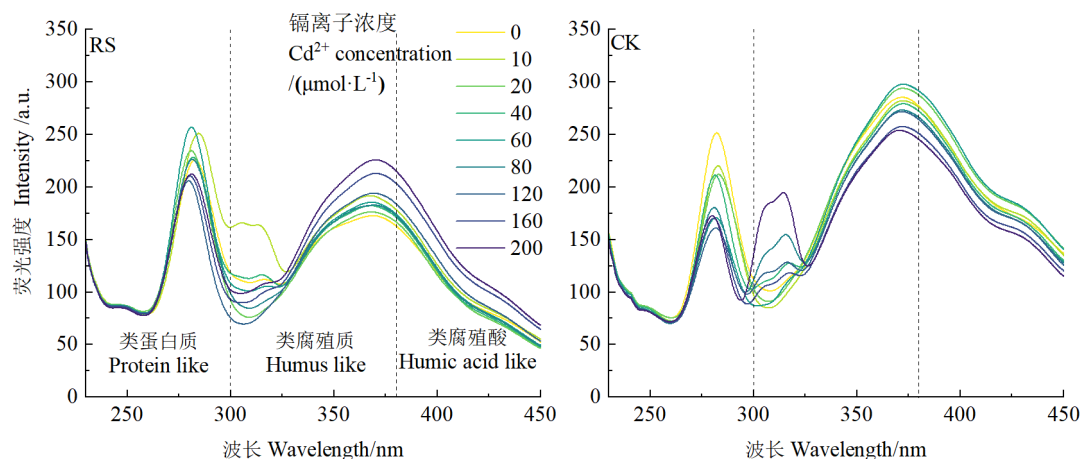 RS
镉离子浓度
Cd²⁺ concentration
/(μmol·L⁻¹)
0
10
20
40
60
80
120
160
200
350
300
250
200
150
100
50
0
荧光强度 Intensity /a.u.
类蛋白质
Protein like
类腐殖质
Humus like
类腐殖酸
Humic acid like
250 300 350 400 450
波长 Wavelength/nm
CK
350
300
250
200
150
100
50
0
250 300 350 400 450
波长 Wavelength/nm